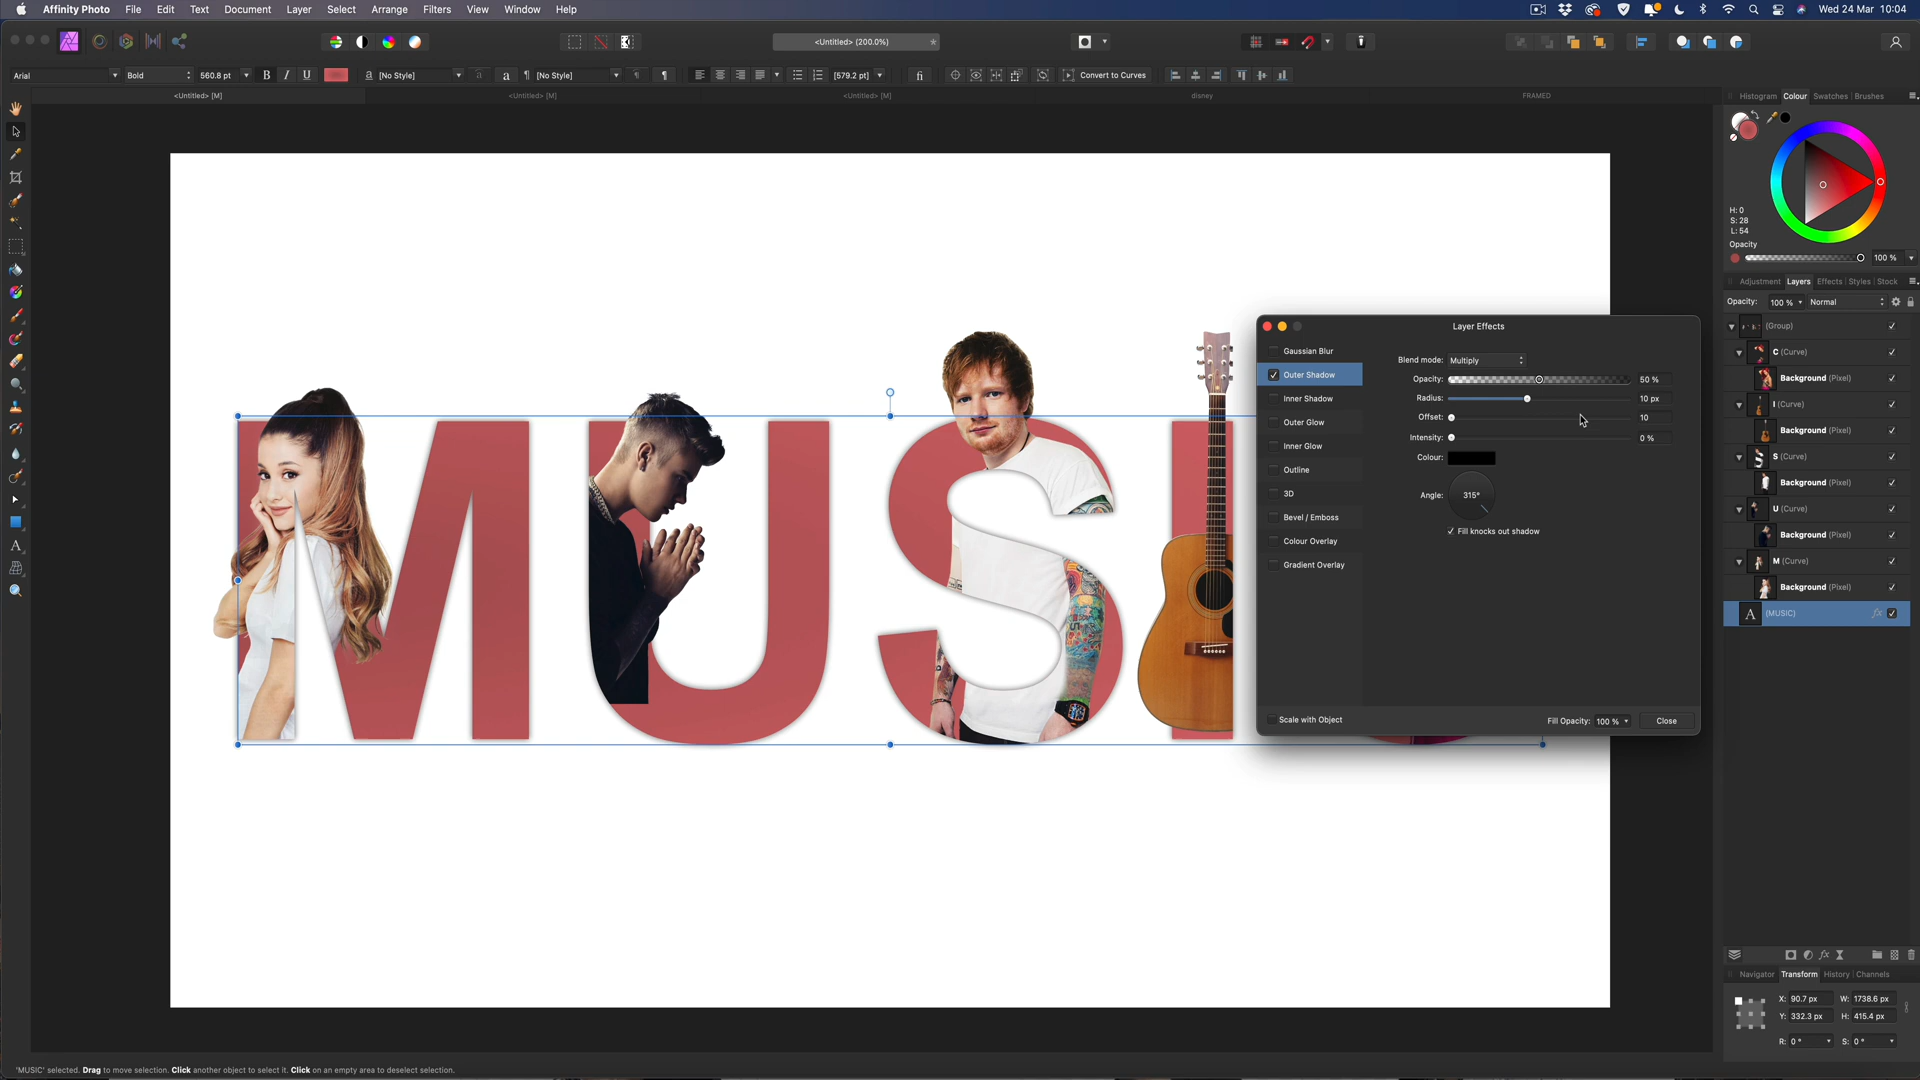 Affinity Photo File Edit Text Document Layer Select Arrange Filters View Window Help Wed 24 Mar 10:04
<Untitled> (200.0%)
Arial Bold 560.8 pt B I U a [No Style] a a ¶ [No Style] ¶ ¶ [579.2 pt] fi Convert to Curves
<Untitled> [M] <Untitled> [M] <Untitled> [M] disney FRAMED
Histogram Colour Swatches Brushes
H: 0
S: 28
L: 54
Opacity
100 %
Adjustment Layers Effects Styles Stock
Opacity: 100 % Normal
(Group)
C (Curve)
Background (Pixel)
I (Curve)
Background (Pixel)
S (Curve)
Background (Pixel)
U (Curve)
Background (Pixel)
M (Curve)
Background (Pixel)
A (MUSIC) fx
MUSI
Layer Effects
Gaussian Blur
Outer Shadow
Inner Shadow
Outer Glow
Inner Glow
Outline
3D
Bevel / Emboss
Colour Overlay
Gradient Overlay
Blend mode: Multiply
Opacity: 50 %
Radius: 10 px
Offset: 10
Intensity: 0 %
Colour:
Angle: 315°
Fill knocks out shadow
Scale with Object Fill Opacity: 100 % Close
Navigator Transform History Channels
X: 90.7 px W: 1738.6 px
Y: 332.3 px H: 415.4 px
R: 0 ° S: 0 °
'MUSIC' selected. Drag to move selection. Click another object to select it. Click on an empty area to deselect selection.